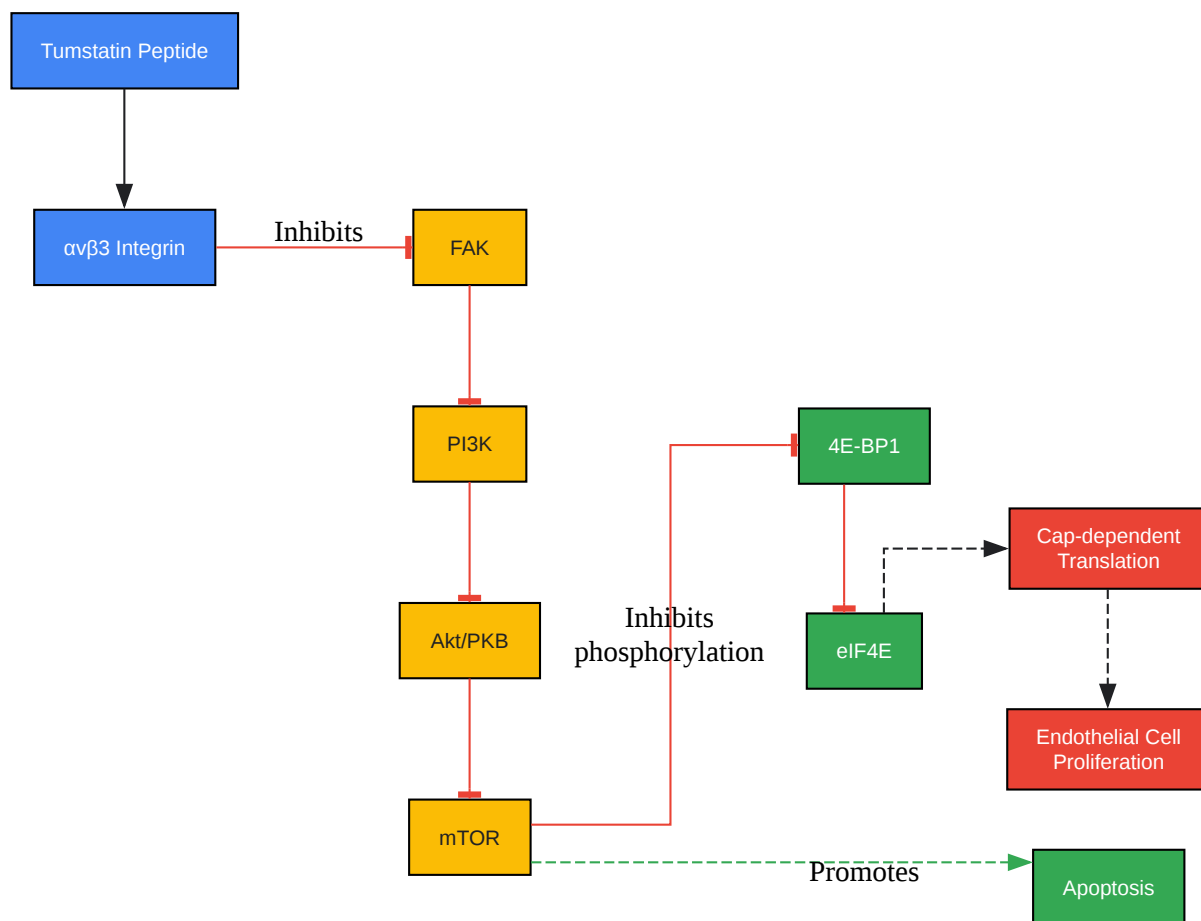 Tumstatin Peptide
αvβ3 Integrin
Inhibits
FAK
PI3K
4E-BP1
Cap-dependent
Translation
Akt/PKB
Inhibits
phosphorylation
eIF4E
Endothelial Cell
Proliferation
mTOR
Promotes
Apoptosis